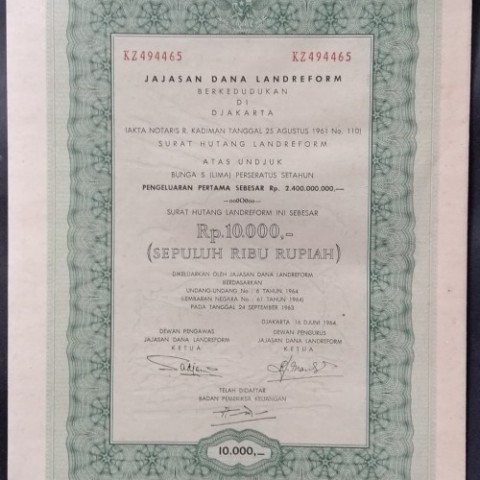 KZ494465 KZ494465
JAJASAN DANA LANDREFORM
BERKEDUDUKAN
DI
DJAKARTA
(AKTA NOTARIS R. KADIMAN TANGGAL 25 AGUSTUS 1961 No. 110)
SURAT HUTANG LANDREFORM
ATAS UNDJUK
BUNGA 5 (LIMA) PERSERATUS SETAHUN
PENGELUARAN PERTAMA SEBESAR Rp. 2.400.000.000,—
SURAT HUTANG LANDREFORM INI SEBESAR
Rp.10.000,-
(SEPULUH RIBU RUPIAH)
DIKELUARKAN OLEH JAJASAN DANA LANDREFORM
BERDASARKAN
UNDANG-UNDANG No. 6 TAHUN 1964
(LEMBARAN NEGARA No. 61 TAHUN 1964)
PADA TANGGAL 24 SEPTEMBER 1963
DJAKARTA, 16 DJUNI 1964
DEWAN PENGAWAS DEWAN PENGURUS
JAJASAN DANA LANDREFORM JAJASAN DANA LANDREFORM
KETUA KETUA
TELAH DIDAFTAR
BADAN PEMERIKSA KEUANGAN
10.000,—